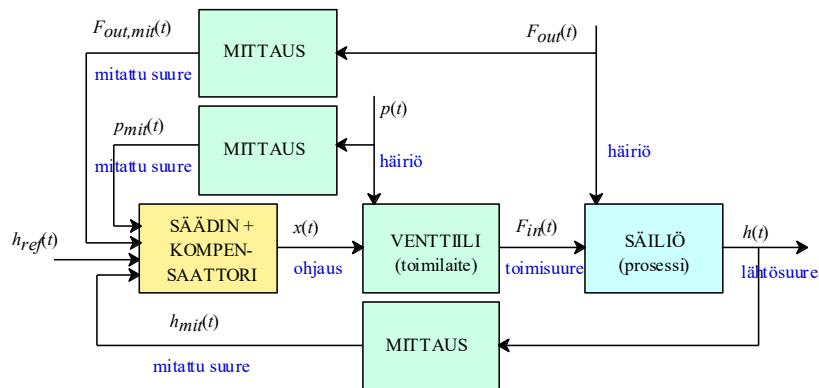 F_out,mit(t)
MITTAUS
F_out(t)
mitattu suure
p_mit(t)
MITTAUS
p(t)
mitattu suure
häiriö
häiriö
h_ref(t)
SÄÄDIN +
KOMPEN-
SAATTORI
x(t)
ohjaus
VENTTIILI
(toimilaite)
F_in(t)
toimisuure
SÄILIÖ
(prosessi)
h(t)
lähtösuure
h_mit(t)
mitattu suure
MITTAUS